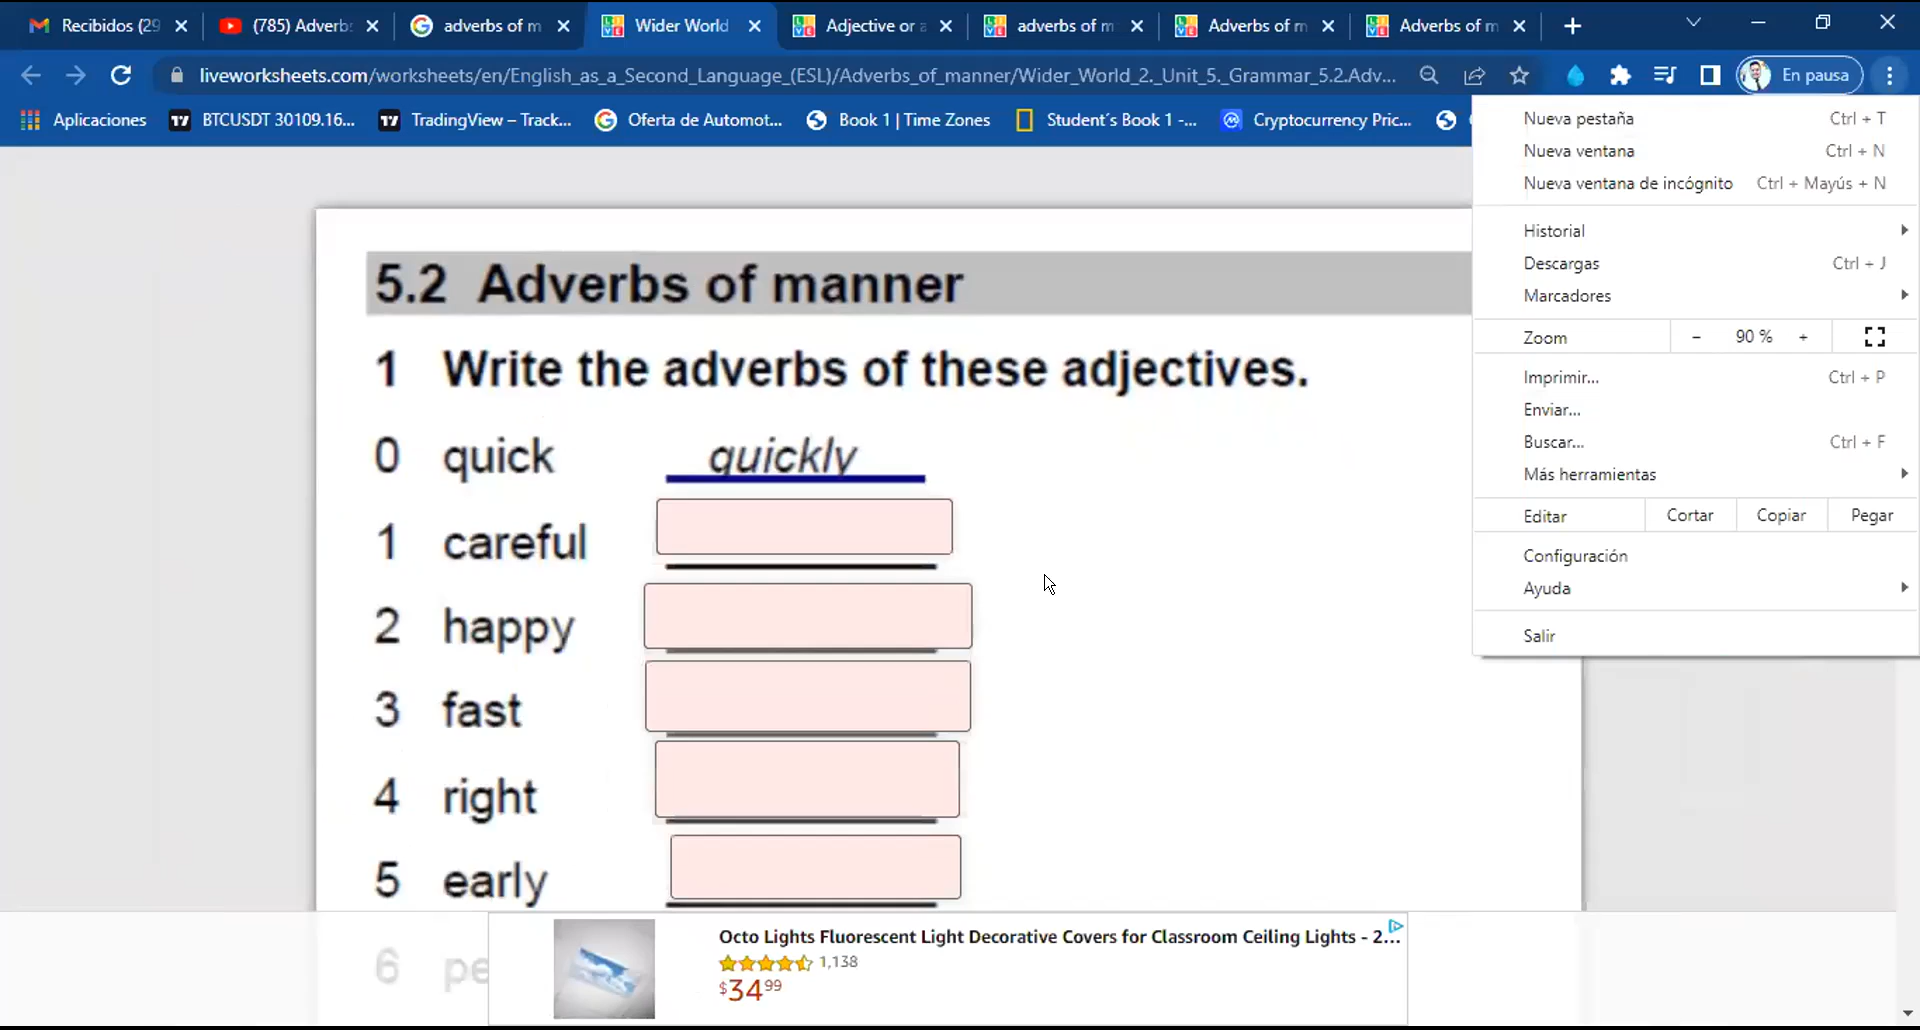 Recibidos (29
(785) Adverbs
adverbs of m
Wider World
Adjective or a
adverbs of m
Adverbs of m
Adverbs of m
liveworksheets.com/worksheets/en/English_as_a_Second_Language_(ESL)/Adverbs_of_manner/Wider_World_2._Unit_5._Grammar_5.2.Adv...
En pausa
Aplicaciones
BTCUSDT 30109.16...
TradingView – Track...
Oferta de Automot...
Book 1 | Time Zones
Student´s Book 1 -...
Cryptocurrency Pric...
Nueva pestaña Ctrl + T
Nueva ventana Ctrl + N
Nueva ventana de incógnito Ctrl + Mayús + N
Historial
Descargas Ctrl + J
Marcadores
Zoom - 90 % +
Imprimir... Ctrl + P
Enviar...
Buscar... Ctrl + F
Más herramientas
Editar Cortar Copiar Pegar
Configuración
Ayuda
Salir
5.2 Adverbs of manner
1 Write the adverbs of these adjectives.
0 quick quickly
1 careful
2 happy
3 fast
4 right
5 early
6 pe
Octo Lights Fluorescent Light Decorative Covers for Classroom Ceiling Lights - 2...
1,138
$34.99